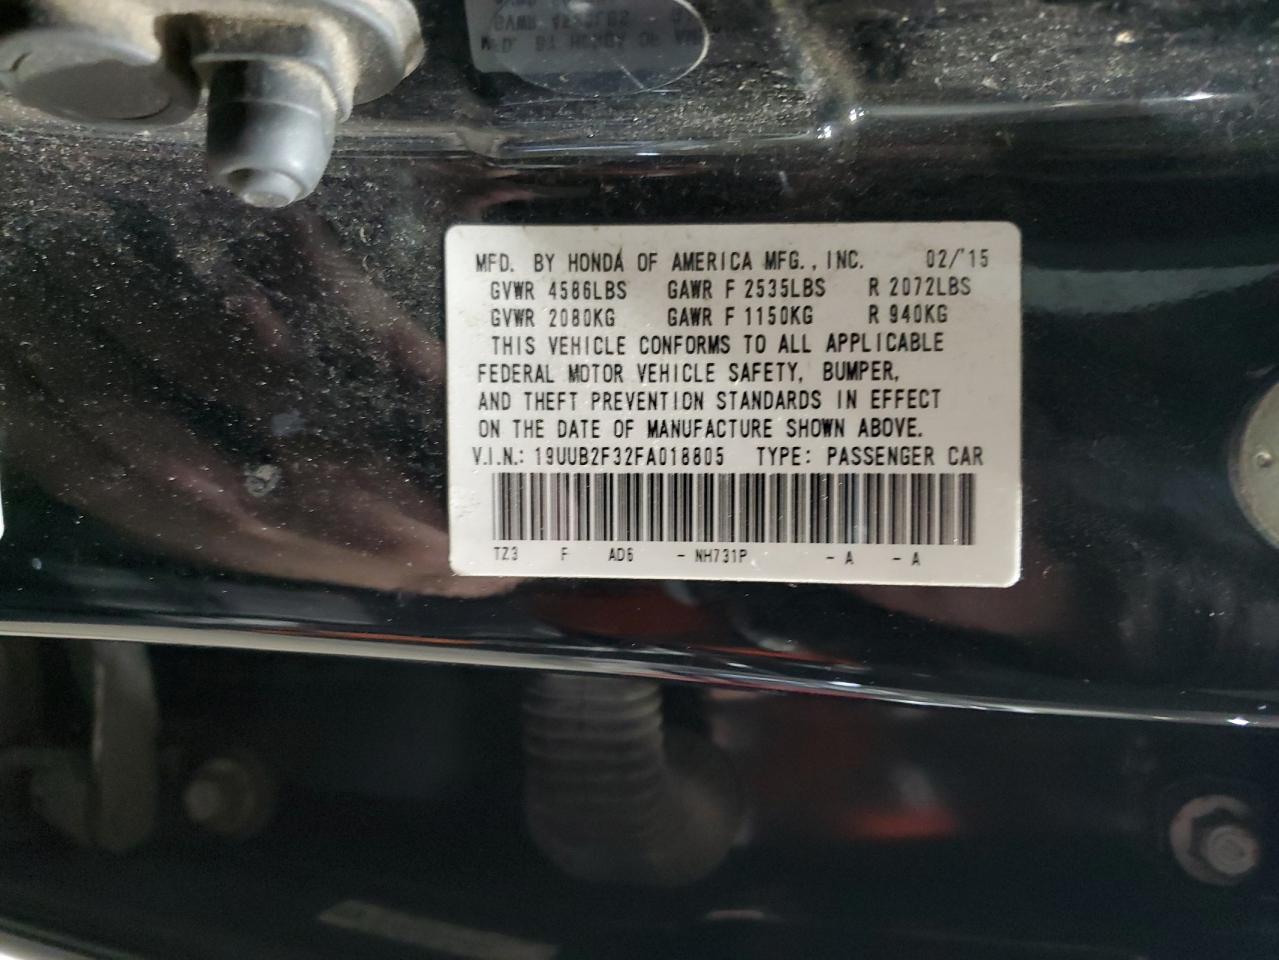 MFD. BY HONDA OF AMERICA MFG., INC. 02/'15
GVWR 4586LBS GAWR F 2535LBS R 2072LBS
GVWR 2080KG GAWR F 1150KG R 940KG
THIS VEHICLE CONFORMS TO ALL APPLICABLE
FEDERAL MOTOR VEHICLE SAFETY, BUMPER,
AND THEFT PREVENTION STANDARDS IN EFFECT
ON THE DATE OF MANUFACTURE SHOWN ABOVE.
V.I.N.: 19UUB2F32FA018805 TYPE: PASSENGER CAR
TZ3 F AD6 - NH731P - A - A